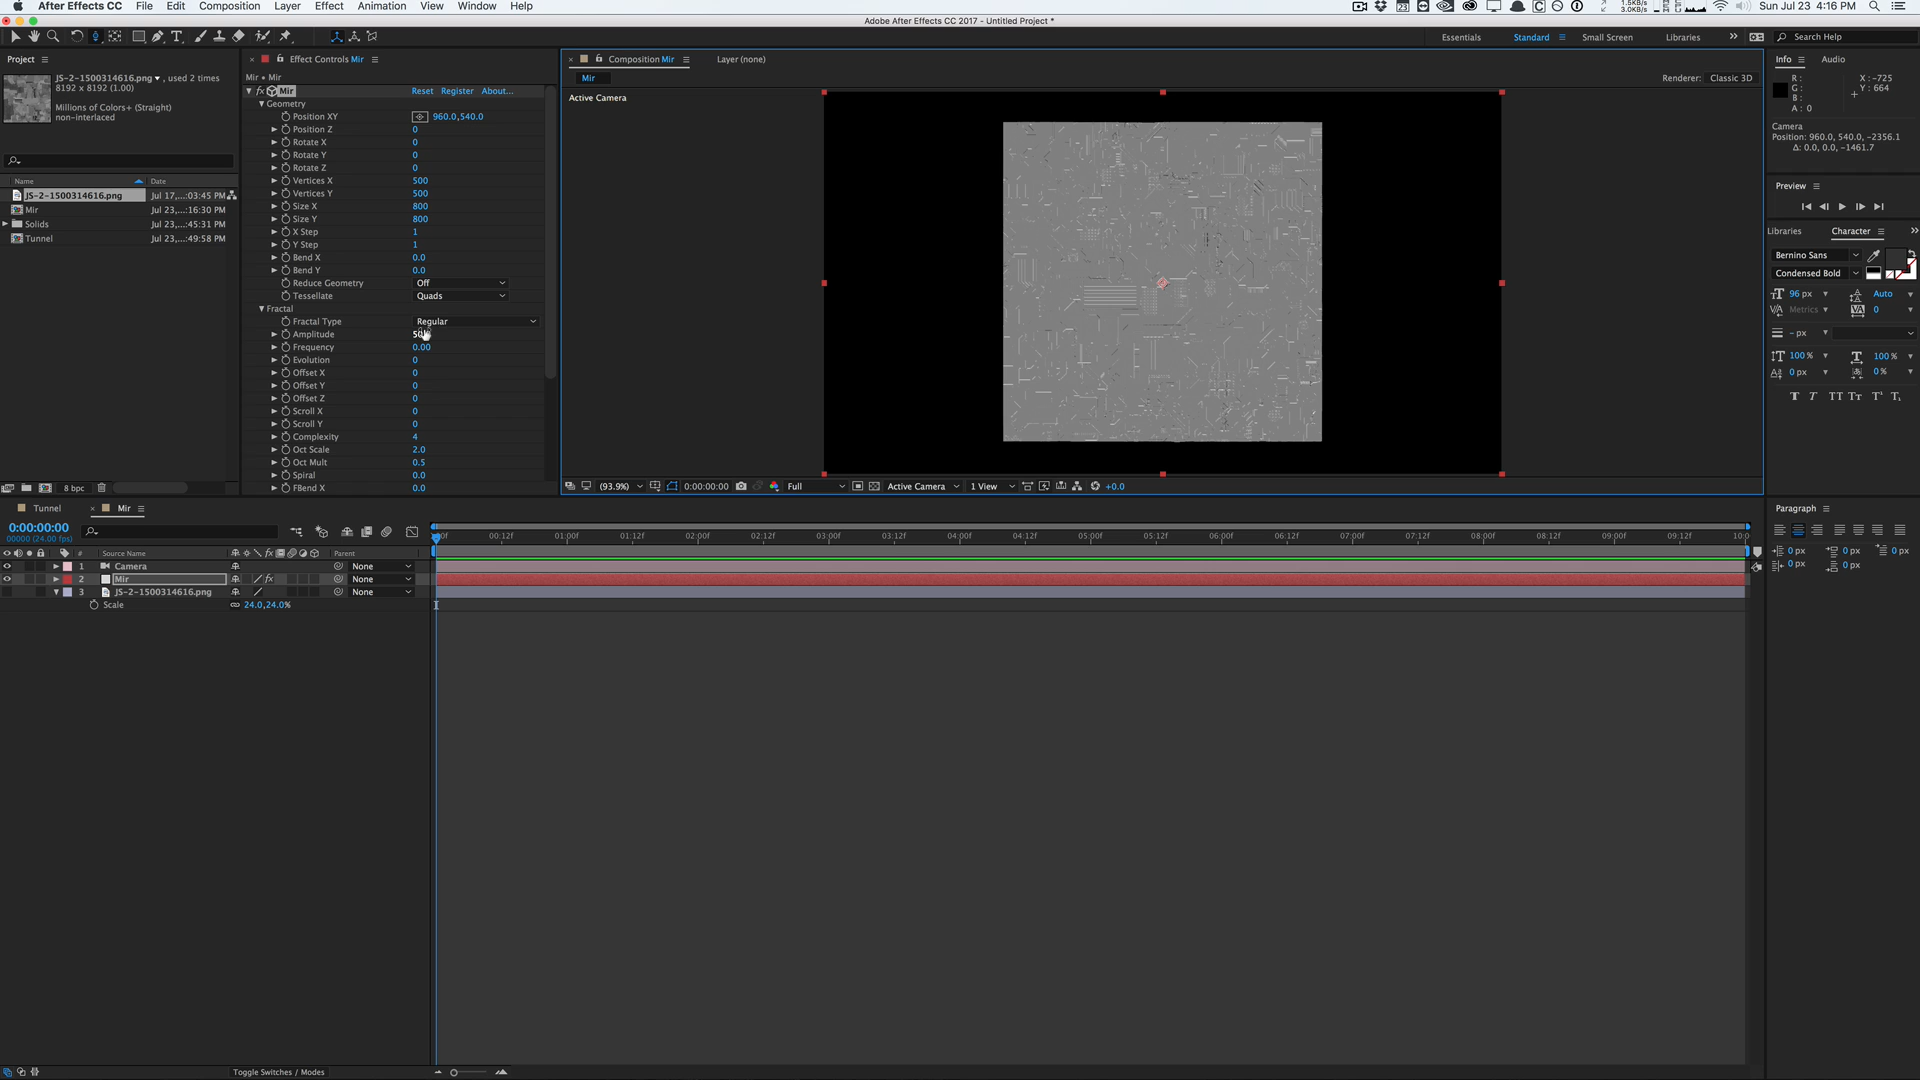 After Effects CC File Edit Composition Layer Effect Animation View Window Help
1.5KB/s
3.0KB/s
Sun Jul 23 4:16 PM
Adobe After Effects CC 2017 - Untitled Project *
Essentials Standard Small Screen Libraries Search Help
Project
JS-2-1500314616.png , used 2 times
8192 x 8192 (1.00)
Millions of Colors+ (Straight)
non-interlaced
Name Date
JS-2-1500314616.png Jul 17,...:03:45 PM
Mir Jul 23,...:16:30 PM
Solids Jul 23,...:45:31 PM
Tunnel Jul 23,...:49:58 PM
8 bpc
Effect Controls Mir
Mir • Mir
fx Mir Reset Register About...
Geometry
Position XY 960.0,540.0
Position Z 0
Rotate X 0
Rotate Y 0
Rotate Z 0
Vertices X 500
Vertices Y 500
Size X 800
Size Y 800
X Step 1
Y Step 1
Bend X 0.0
Bend Y 0.0
Reduce Geometry Off
Tessellate Quads
Fractal
Fractal Type Regular
Amplitude
Frequency 0.00
Evolution 0
Offset X 0
Offset Y 0
Offset Z 0
Scroll X 0
Scroll Y 0
Complexity 4
Oct Scale 2.0
Oct Mult 0.5
Spiral 0.0
FBend X 0.0
Composition Mir Layer (none)
Mir
Renderer: Classic 3D
Active Camera
(93.9%) 0:00:00:00 Full Active Camera 1 View +0.0
Info Audio
R :
G :
B :
A : 0
X : -725
Y : 664
Camera
Position: 960.0, 540.0, -2356.1
Δ: 0.0, 0.0, -1461.7
Preview
Libraries Character
Bernino Sans
Condensed Bold
96 px Auto
Metrics 0
- px
100 % 100 %
0 px 0 %
Paragraph
0 px 0 px 0 px
0 px 0 px
Tunnel Mir
0:00:00:00
00000 (24.00 fps)
00:12f 01:00f 01:12f 02:00f 02:12f 03:00f 03:12f 04:00f 04:12f 05:00f 05:12f 06:00f 06:12f 07:00f 07:12f 08:00f 08:12f 09:00f 09:12f 10:0
# Source Name Parent
1 Camera None
2 Mir None
3 JS-2-1500314616.png None
Scale 24.0,24.0%
Toggle Switches / Modes